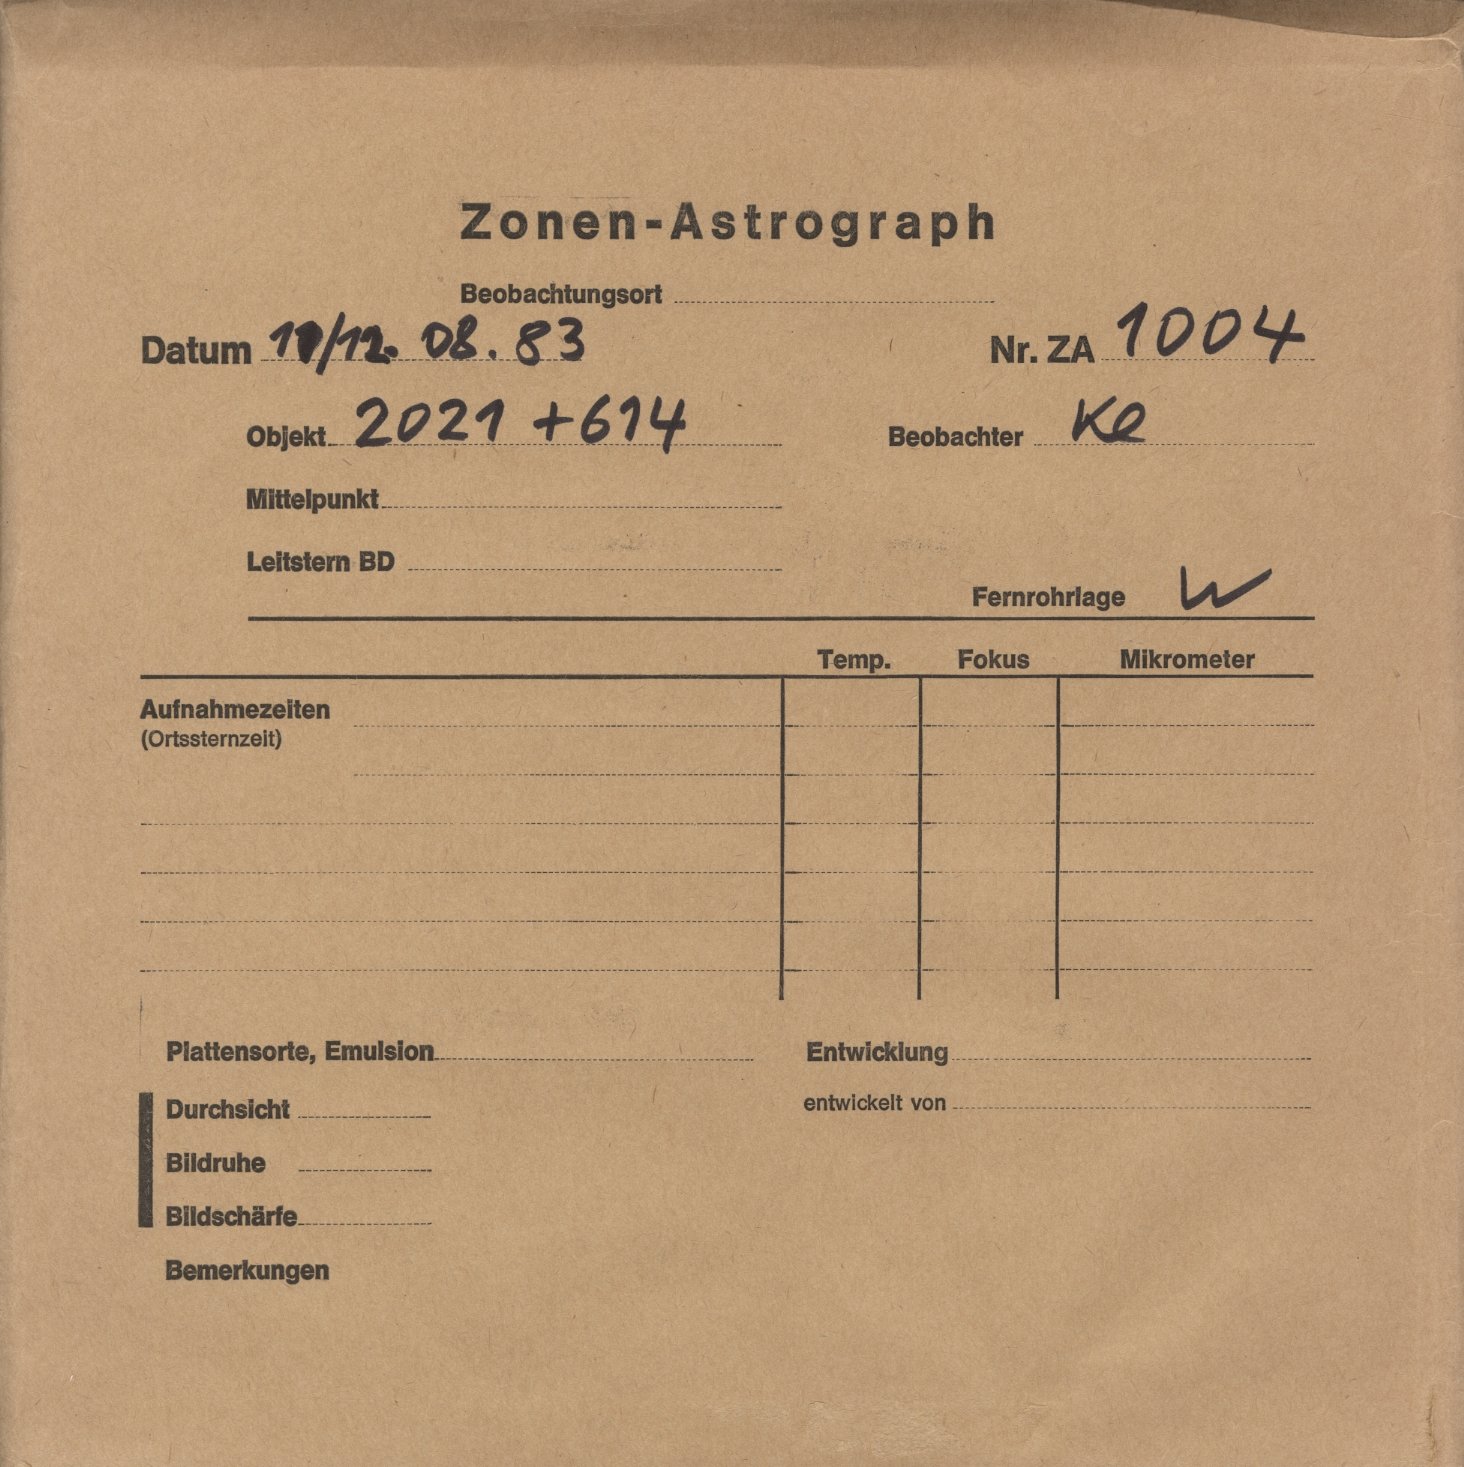 Zonen-Astrograph
Beobachtungsort
Datum 11/12. 08. 83 Nr. ZA 1004
Objekt 2021 +614 Beobachter Ke
Mittelpunkt
Leitstern BD
Fernrohrlage W
Temp. Fokus Mikrometer
Aufnahmezeiten
(Ortssternzeit)
Plattensorte, Emulsion Entwicklung
Durchsicht entwickelt von
Bildruhe
Bildschärfe
Bemerkungen